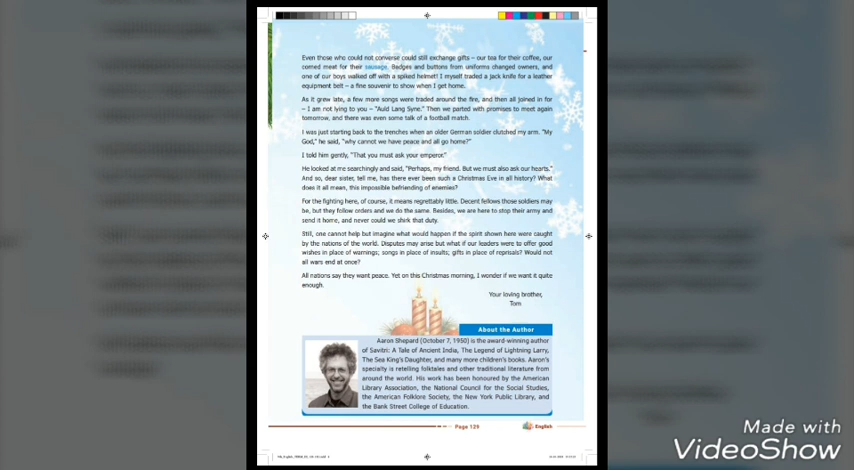 Even those who could not converse could still exchange gifts – our tea for their coffee, our
corned meat for their sausage. Badges and buttons from uniforms changed owners, and
one of our boys walked off with a spiked helmet! I myself traded a jack knife for a leather
equipment belt – a fine souvenir to show when I get home.
As it grew late, a few more songs were traded around the fire, and then all joined in for
– I am not lying to you – “Auld Lang Syne.” Then we parted with promises to meet again
tomorrow, and there was even some talk of a football match.
I was just starting back to the trenches when an older German soldier clutched my arm. “My
God,” he said, “why cannot we have peace and all go home?”
I told him gently, “That you must ask your emperor.”
He looked at me searchingly and said, “Perhaps, my friend. But we must also ask our hearts.”
And so, dear sister, tell me, has there ever been such a Christmas Eve in all history? What
does it all mean, this impossible befriending of enemies?
For the fighting here, of course, it means regrettably little. Decent fellows those soldiers may
be, but they follow orders and we do the same. Besides, we are here to stop their army and
send it home, and never could we shirk that duty.
Still, one cannot help but imagine what would happen if the spirit shown here were caught
by the nations of the world. Disputes may arise but what if our leaders were to offer good
wishes in place of warnings; songs in place of insults; gifts in place of reprisals? Would not
all wars end at once?
All nations say they want peace. Yet on this Christmas morning, I wonder if we want it quite
enough.
Your loving brother,
Tom
About the Author
Aaron Shepard (October 7, 1950) is the award-winning author
of Savitri: A Tale of Ancient India, The Legend of Lightning Larry,
The Sea King's Daughter, and many more children's books. Aaron's
specialty is retelling folktales and other traditional literature from
around the world. His work has been honoured by the American
Library Association, the National Council for the Social Studies,
the American Folklore Society, the New York Public Library, and
the Bank Street College of Education.
Page 129
English
Made with
VideoShow